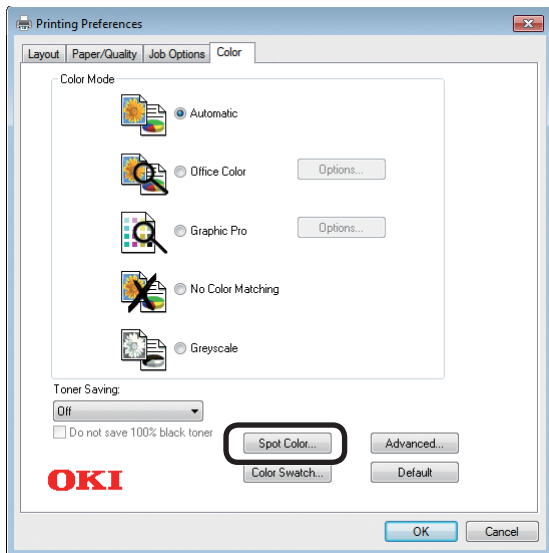 Printing Preferences
Layout Paper/Quality Job Options Color
Color Mode
Automatic
Office Color Options...
Graphic Pro Options...
No Color Matching
Greyscale
Toner Saving:
Off
Do not save 100% black toner
Spot Color... Advanced...
Color Swatch... Default
OKI
OK Cancel